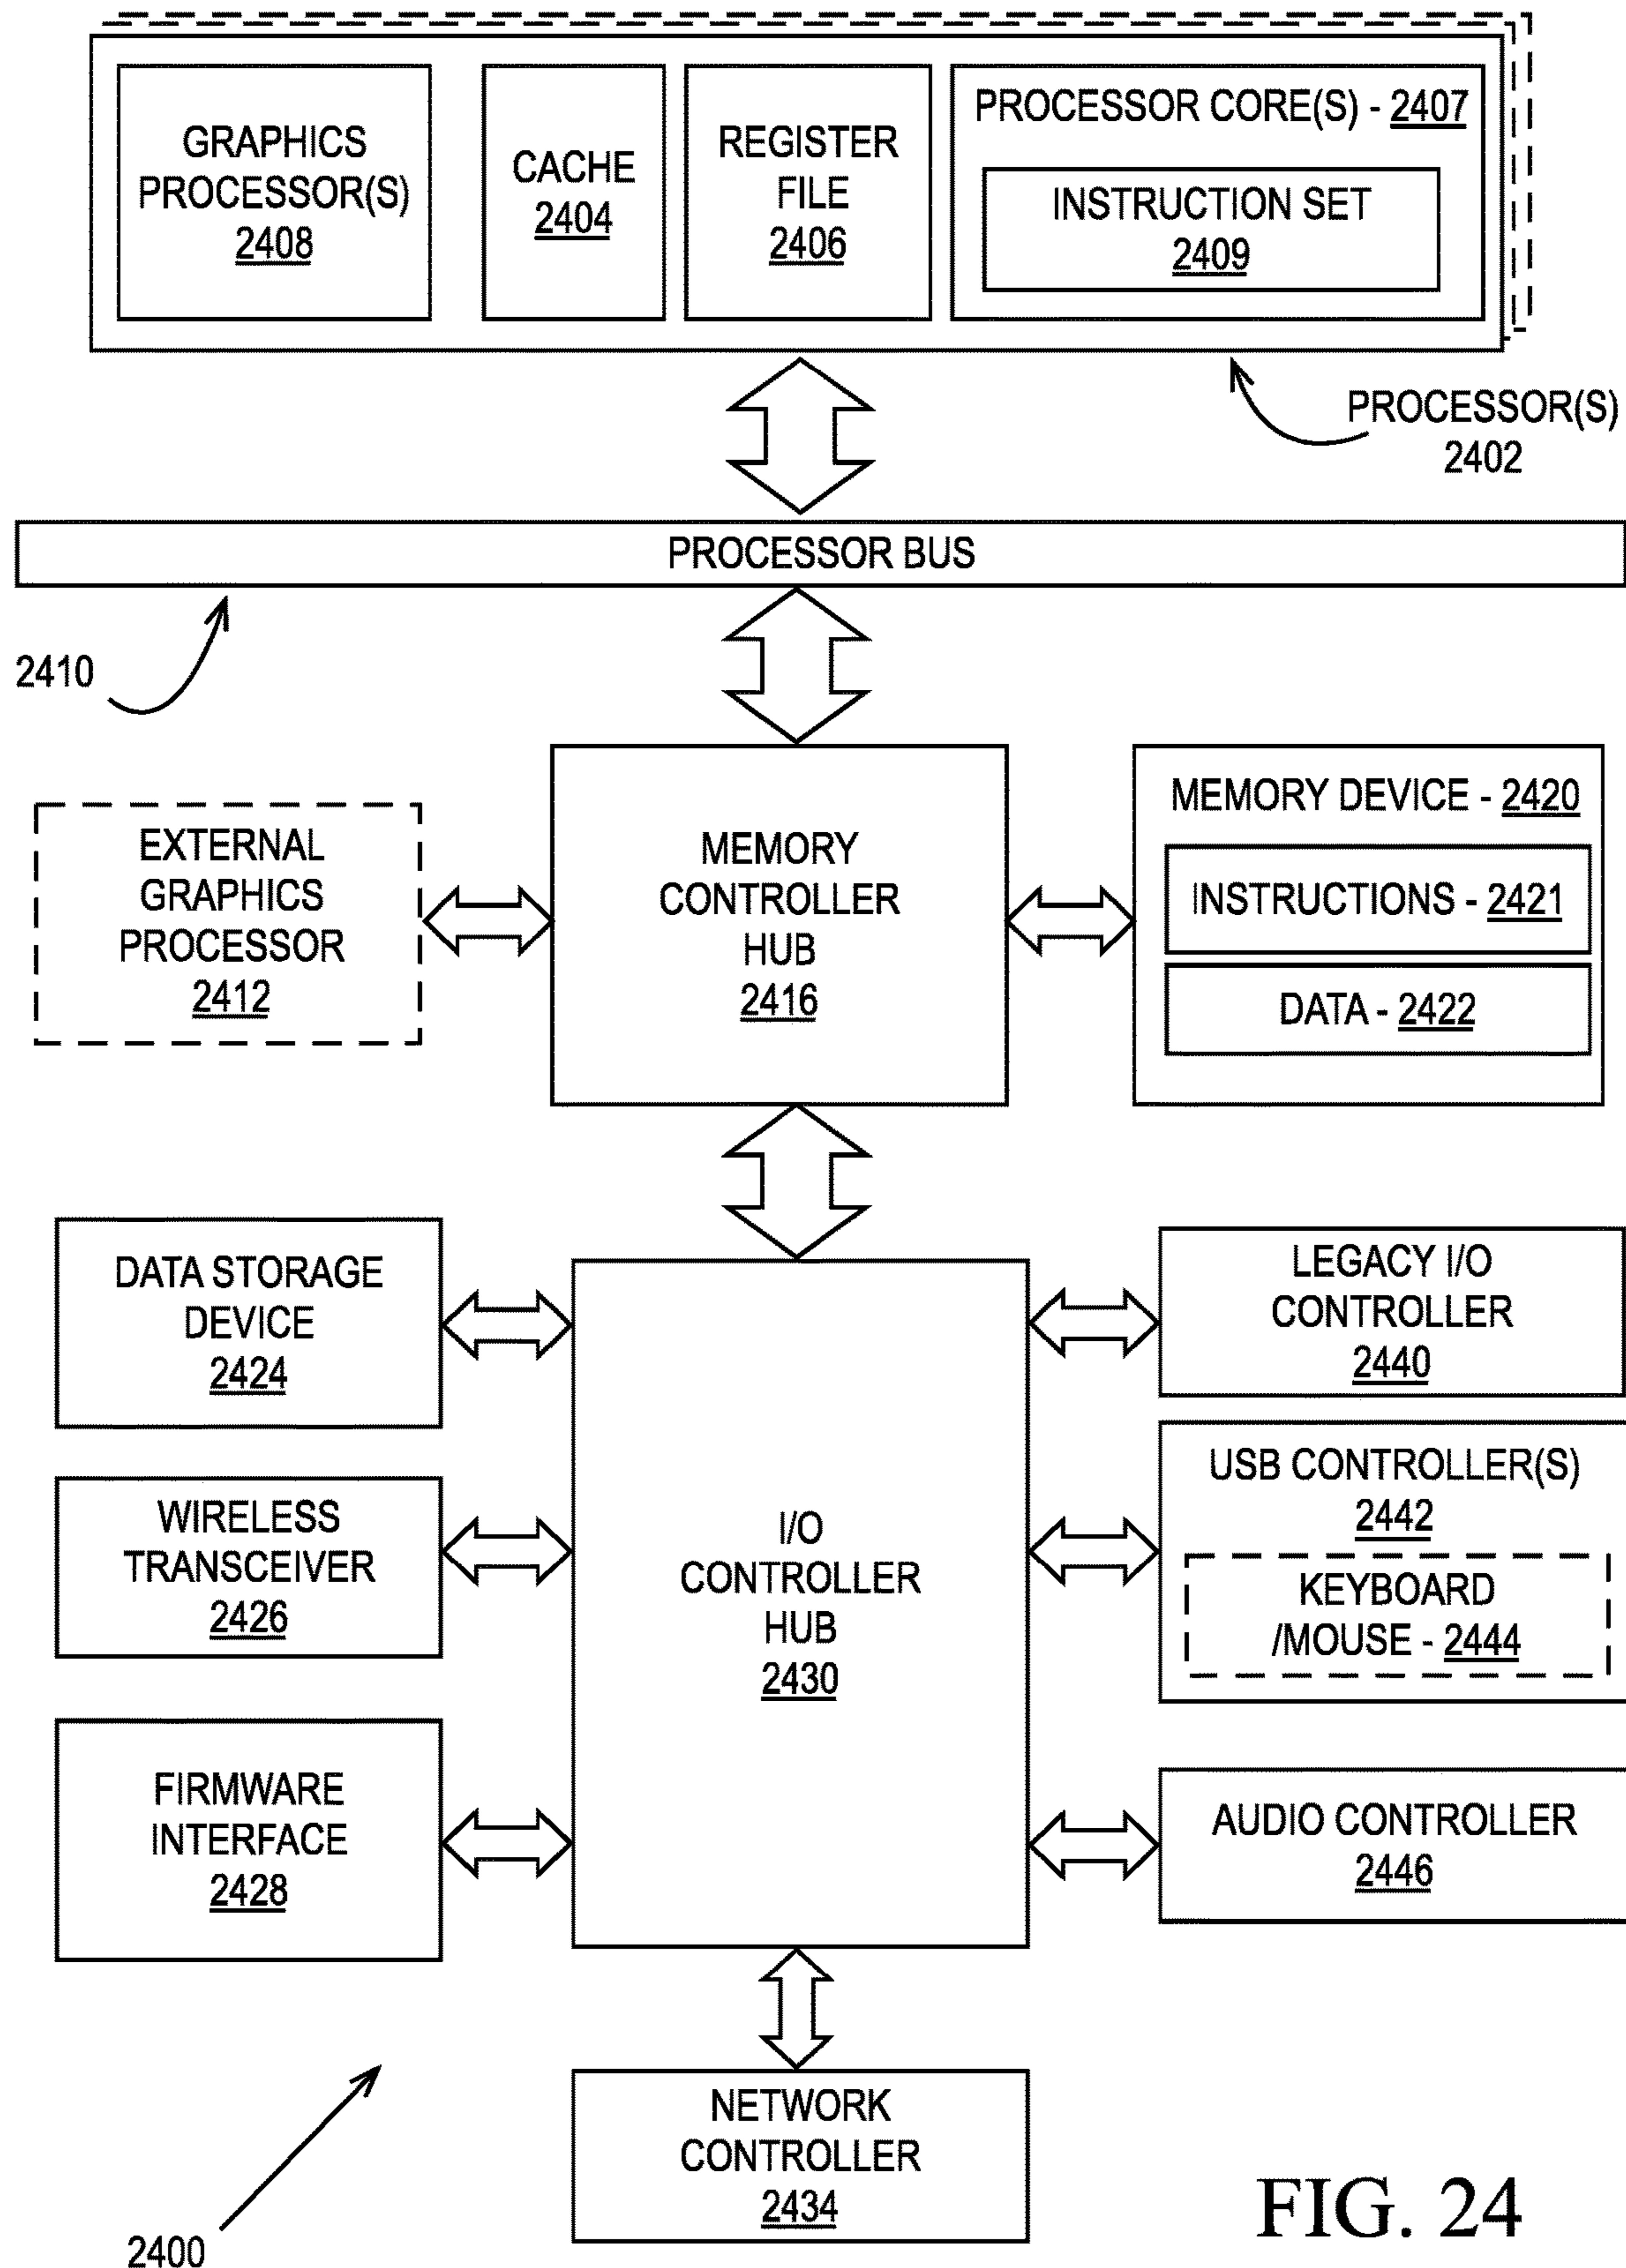 GRAPHICS
PROCESSOR(S)
2408
CACHE
2404
REGISTER
FILE
2406
PROCESSOR CORE(S) - 2407
INSTRUCTION SET
2409
PROCESSOR(S)
2402
PROCESSOR BUS
2410
EXTERNAL
GRAPHICS
PROCESSOR
2412
MEMORY
CONTROLLER
HUB
2416
MEMORY DEVICE - 2420
INSTRUCTIONS - 2421
DATA - 2422
DATA STORAGE
DEVICE
2424
WIRELESS
TRANSCEIVER
2426
FIRMWARE
INTERFACE
2428
I/O
CONTROLLER
HUB
2430
LEGACY I/O
CONTROLLER
2440
USB CONTROLLER(S)
2442
KEYBOARD
/MOUSE - 2444
AUDIO CONTROLLER
2446
NETWORK
CONTROLLER
2434
2400
FIG. 24